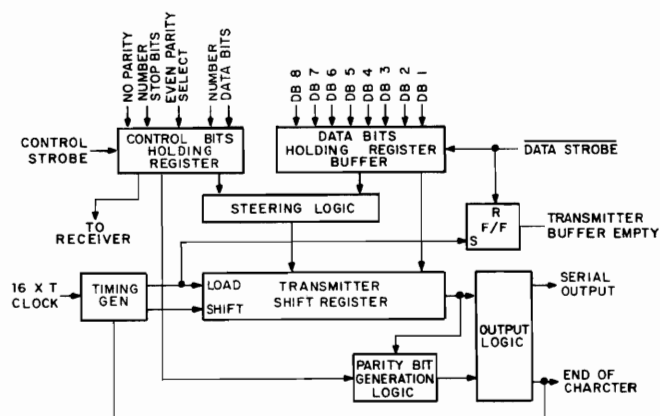 NO PARITY
NUMBER
STOP BITS
EVEN PARITY
SELECT
NUMBER
DATA BITS
DB 8
DB 7
DB 6
DB 5
DB 4
DB 3
DB 2
DB 1
CONTROL
STROBE
CONTROL BITS
HOLDING
REGISTER
DATA BITS
HOLDING REGISTER
BUFFER
DATA STROBE
STEERING LOGIC
TO
RECEIVER
R
F/F
S
TRANSMITTER
BUFFER EMPTY
16 X T
CLOCK
TIMING
GEN
LOAD
SHIFT
TRANSMITTER
SHIFT REGISTER
OUTPUT
LOGIC
SERIAL
OUTPUT
PARITY BIT
GENERATION
LOGIC
END OF
CHARCTER